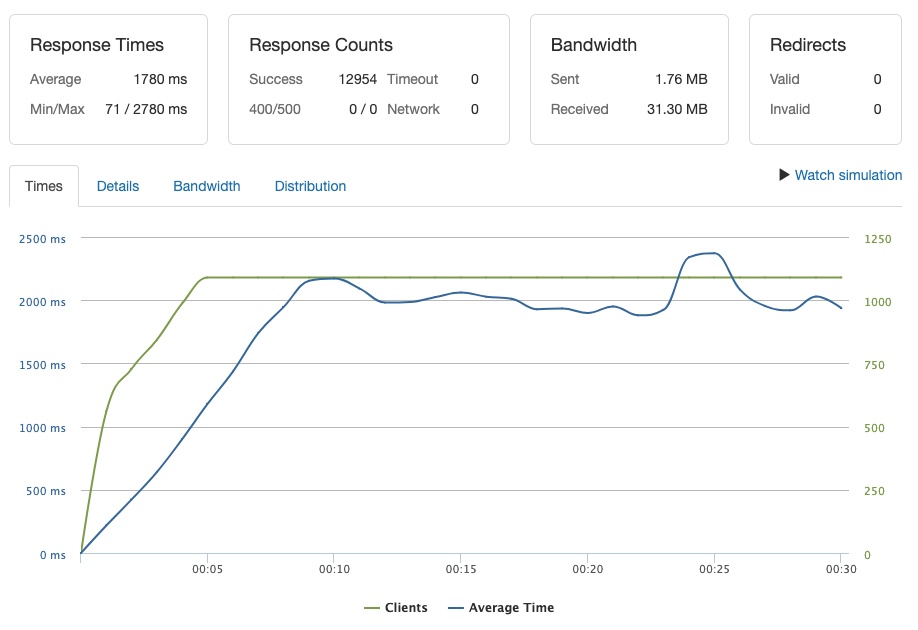 Response Times
Average 1780 ms
Min/Max 71 / 2780 ms
Response Counts
Success 12954 Timeout 0
400/500 0 / 0 Network 0
Bandwidth
Sent 1.76 MB
Received 31.30 MB
Redirects
Valid 0
Invalid 0
Times Details Bandwidth Distribution
Watch simulation
2500 ms 1250
2000 ms 1000
1500 ms 750
1000 ms 500
500 ms 250
0 ms 0
00:05 00:10 00:15 00:20 00:25 00:30
Clients Average Time